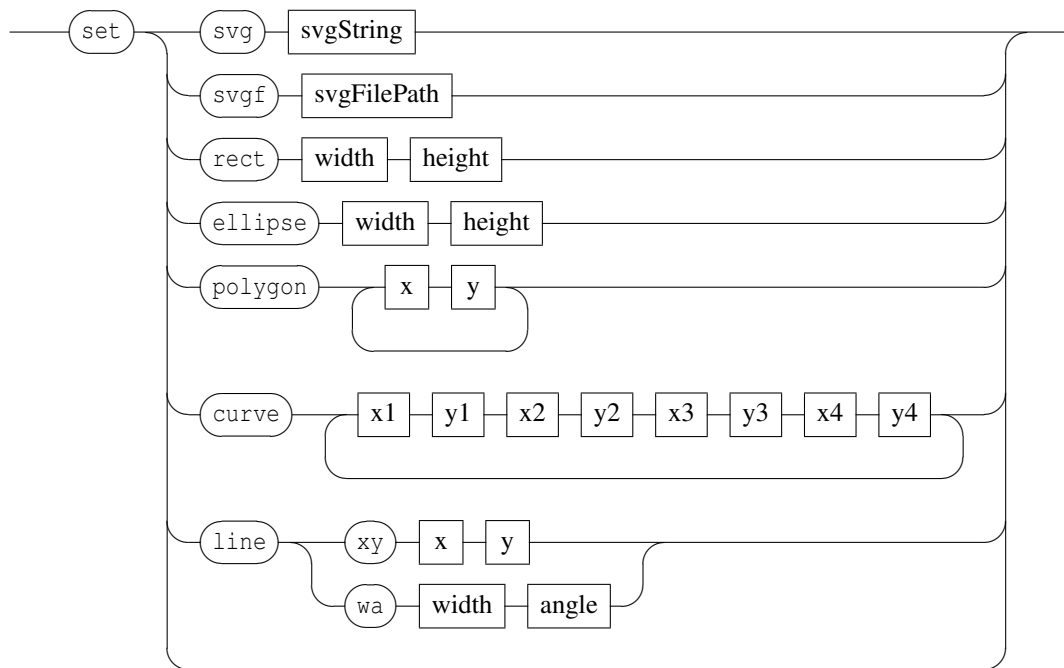 set svg svgString
svgf svgFilePath
rect width height
ellipse width height
polygon x y
curve x1 y1 x2 y2 x3 y3 x4 y4
line xy x y
wa width angle